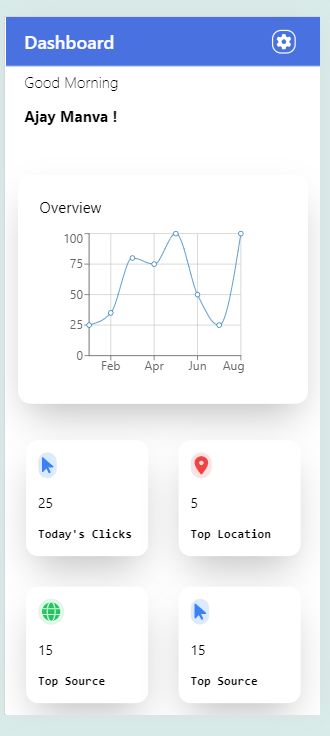 Dashboard
Good Morning
Ajay Manva !
Overview
100
75
50
25
0
Feb Apr Jun Aug
25
Today's Clicks
5
Top Location
15
Top Source
15
Top Source